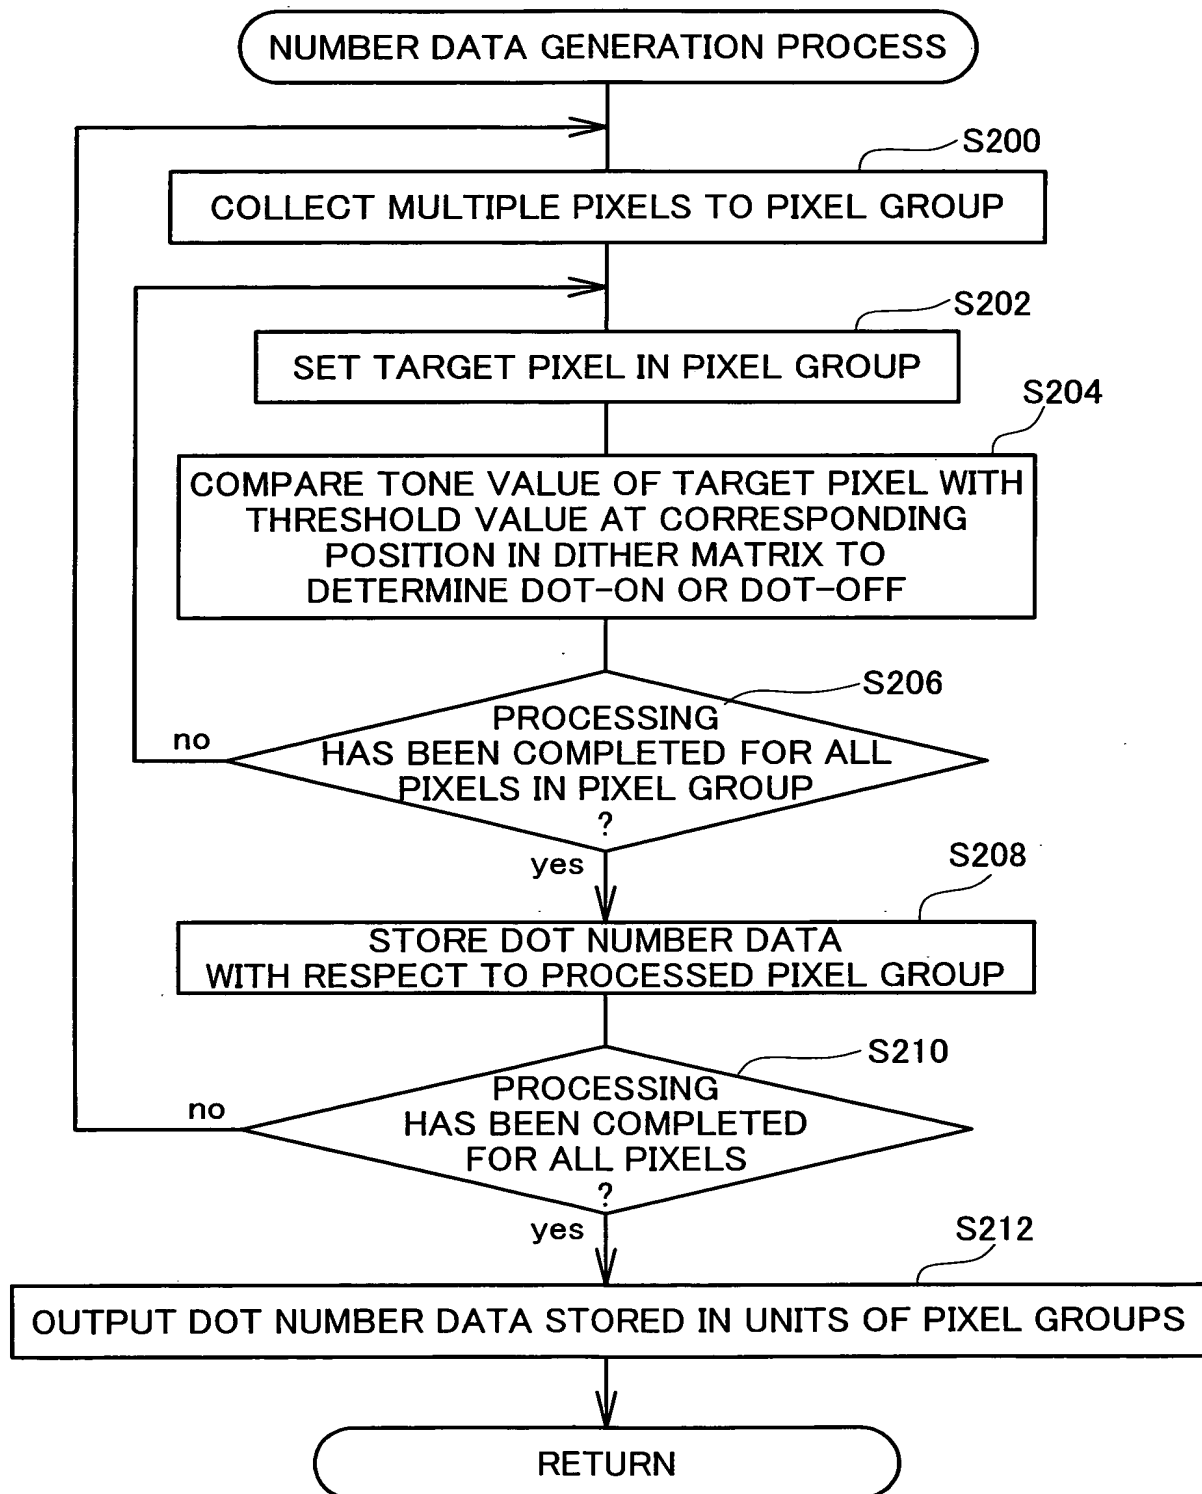 NUMBER DATA GENERATION PROCESS
S200
COLLECT MULTIPLE PIXELS TO PIXEL GROUP
S202
SET TARGET PIXEL IN PIXEL GROUP
S204
COMPARE TONE VALUE OF TARGET PIXEL WITH
THRESHOLD VALUE AT CORRESPONDING
POSITION IN DITHER MATRIX TO
DETERMINE DOT-ON OR DOT-OFF
S206
PROCESSING
HAS BEEN COMPLETED FOR ALL
PIXELS IN PIXEL GROUP
?
no
yes
S208
STORE DOT NUMBER DATA
WITH RESPECT TO PROCESSED PIXEL GROUP
S210
PROCESSING
HAS BEEN COMPLETED
FOR ALL PIXELS
?
no
yes
S212
OUTPUT DOT NUMBER DATA STORED IN UNITS OF PIXEL GROUPS
RETURN